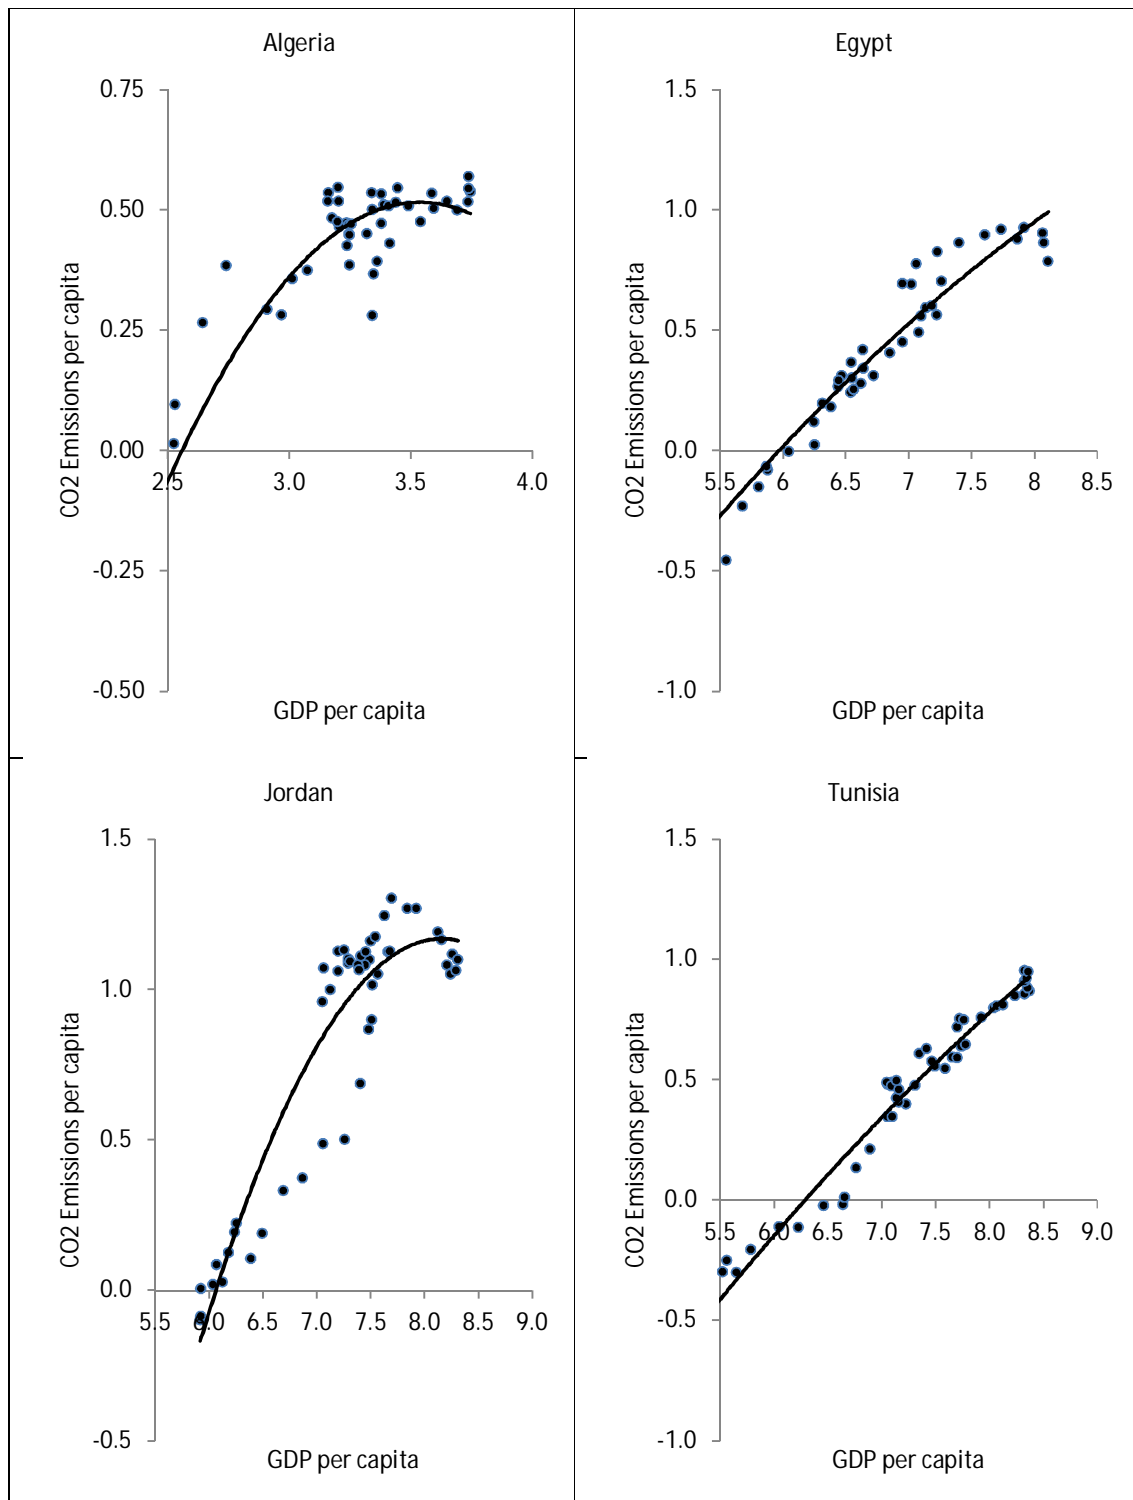 Algeria
0.75
0.50
0.25
0.00
-0.25
-0.50
2.5 3.0 3.5 4.0
CO2 Emissions per capita
GDP per capita
Egypt
1.5
1.0
0.5
0.0
-0.5
-1.0
5.5 6 6.5 7 7.5 8 8.5
CO2 Emissions per capita
GDP per capita
Jordan
1.5
1.0
0.5
0.0
-0.5
5.5 6.0 6.5 7.0 7.5 8.0 8.5 9.0
CO2 Emissions per capita
GDP per capita
Tunisia
1.5
1.0
0.5
0.0
-0.5
-1.0
5.5 6.0 6.5 7.0 7.5 8.0 8.5 9.0
CO2 Emissions per capita
GDP per capita